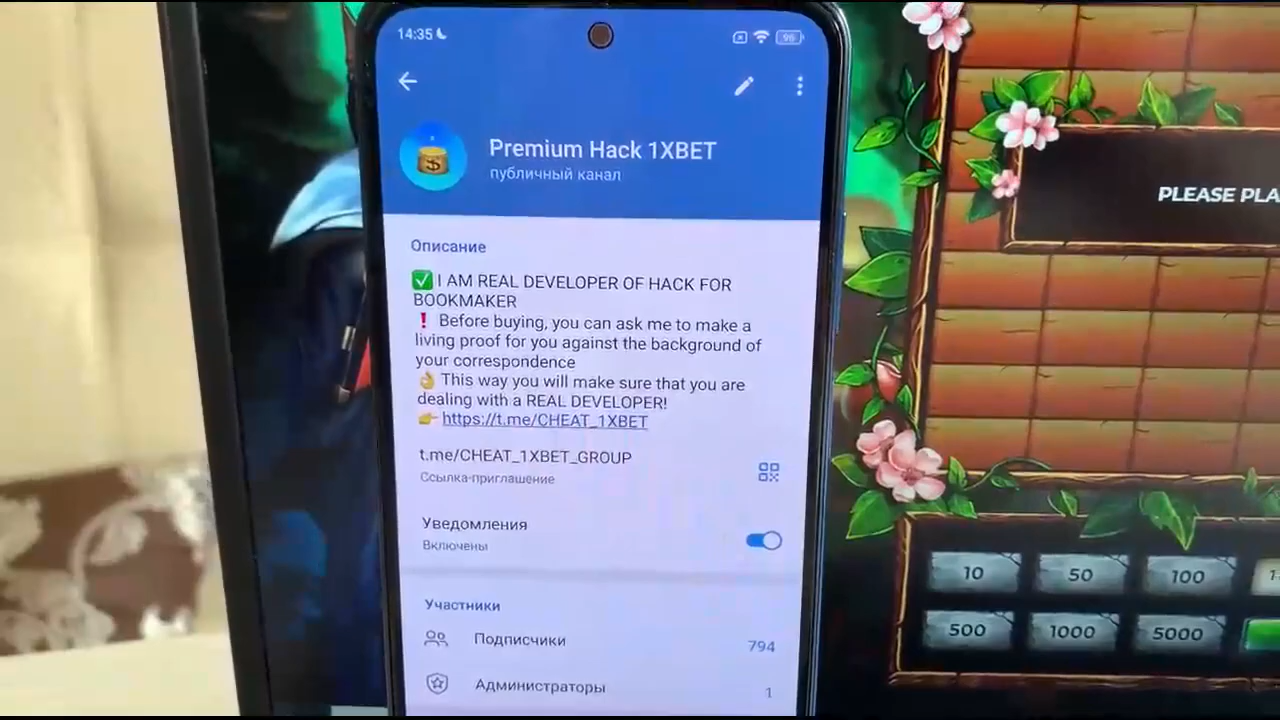 14:35
98
Premium Hack 1XBET
публичный канал
Описание
✅ I AM REAL DEVELOPER OF HACK FOR
BOOKMAKER
❗ Before buying, you can ask me to make a
living proof for you against the background of
your correspondence
👌 This way you will make sure that you are
dealing with a REAL DEVELOPER!
👉 https://t.me/CHEAT_1XBET
t.me/CHEAT_1XBET_GROUP
Ссылка-приглашение
Уведомления
Включены
Участники
Подписчики 794
Администраторы 1
PLEASE PLA
10 50 100
500 1000 5000